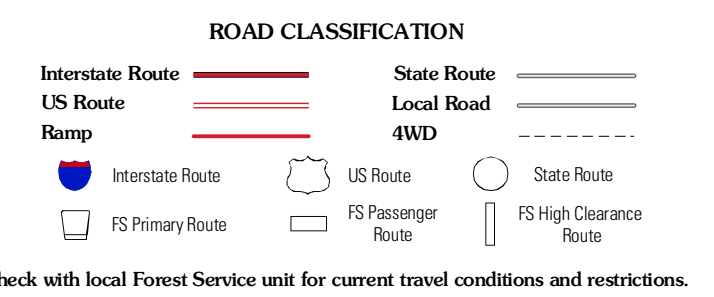 ROAD CLASSIFICATION
Interstate Route
State Route
US Route
Local Road
Ramp
4WD
Interstate Route
US Route
State Route
FS Primary Route
FS Passenger
Route
FS High Clearance
Route
heck with local Forest Service unit for current travel conditions and restrictions.